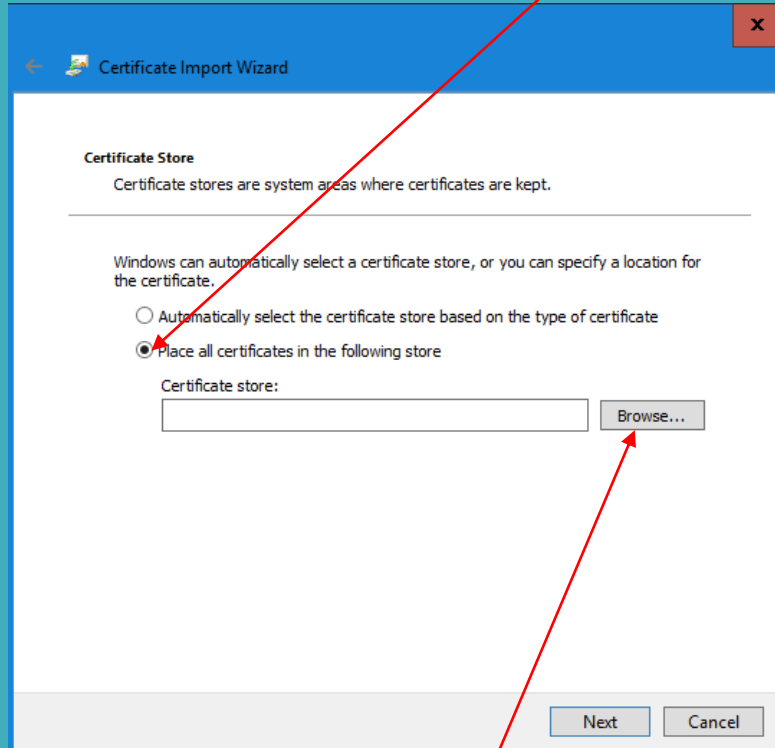 x
Certificate Import Wizard
Certificate Store
Certificate stores are system areas where certificates are kept.
Windows can automatically select a certificate store, or you can specify a location for
the certificate.
Automatically select the certificate store based on the type of certificate
Place all certificates in the following store
Certificate store:
Browse...
Next
Cancel